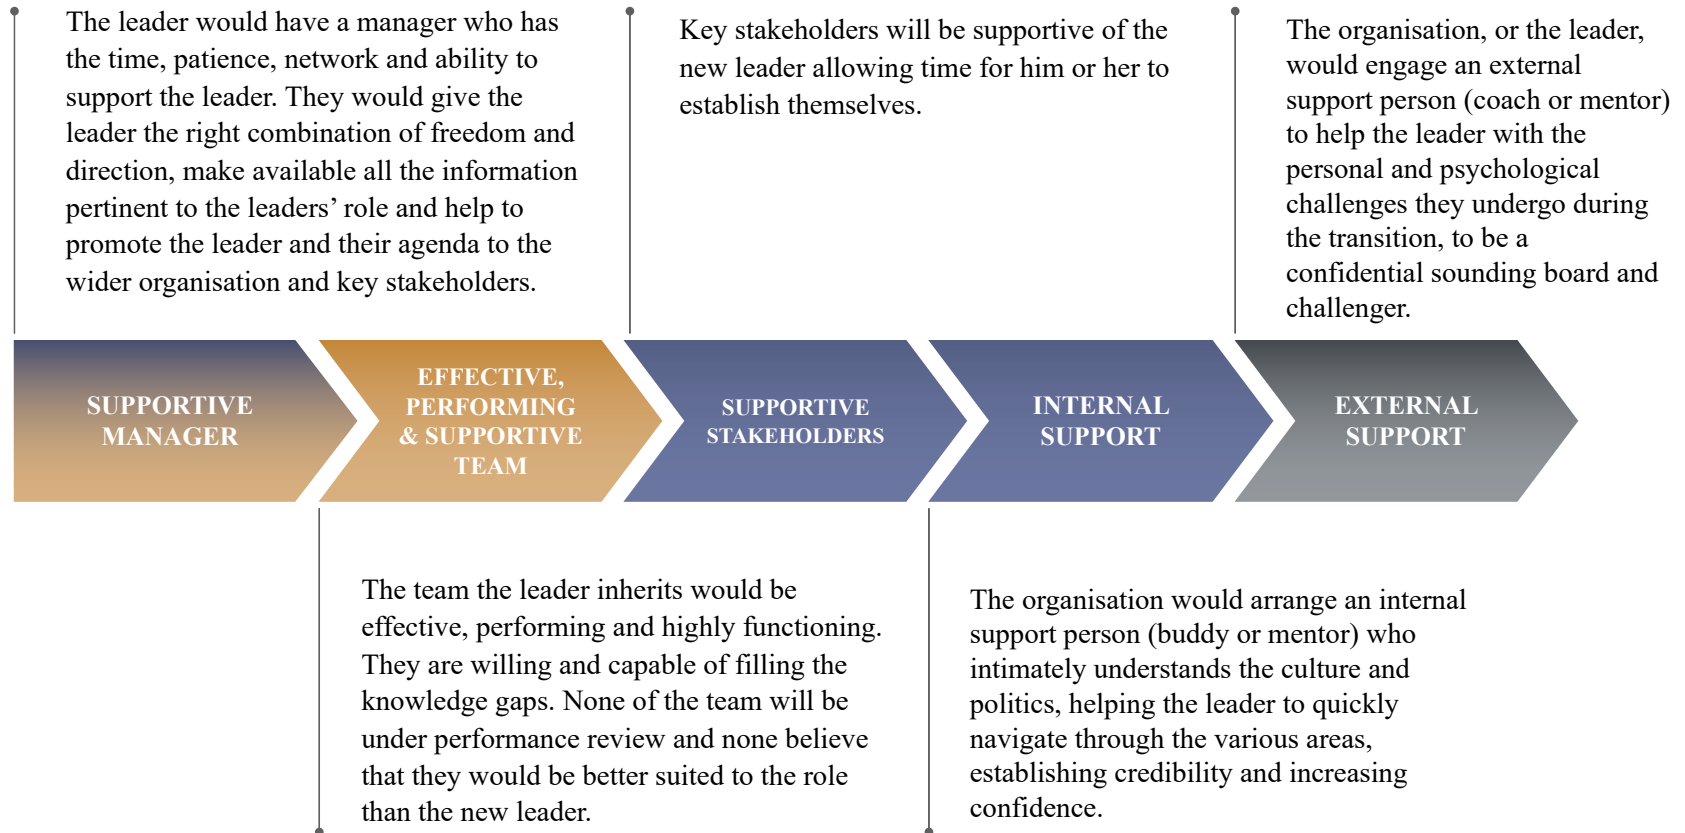 The leader would have a manager who has
the time, patience, network and ability to
support the leader. They would give the
leader the right combination of freedom and
direction, make available all the information
pertinent to the leaders’ role and help to
promote the leader and their agenda to the
wider organisation and key stakeholders.
Key stakeholders will be supportive of the
new leader allowing time for him or her to
establish themselves.
The organisation, or the leader,
would engage an external
support person (coach or mentor)
to help the leader with the
personal and psychological
challenges they undergo during
the transition, to be a
confidential sounding board and
challenger.
SUPPORTIVE
MANAGER
EFFECTIVE,
PERFORMING
& SUPPORTIVE
TEAM
SUPPORTIVE
STAKEHOLDERS
INTERNAL
SUPPORT
EXTERNAL
SUPPORT
The team the leader inherits would be
effective, performing and highly functioning.
They are willing and capable of filling the
knowledge gaps. None of the team will be
under performance review and none believe
that they would be better suited to the role
than the new leader.
The organisation would arrange an internal
support person (buddy or mentor) who
intimately understands the culture and
politics, helping the leader to quickly
navigate through the various areas,
establishing credibility and increasing
confidence.